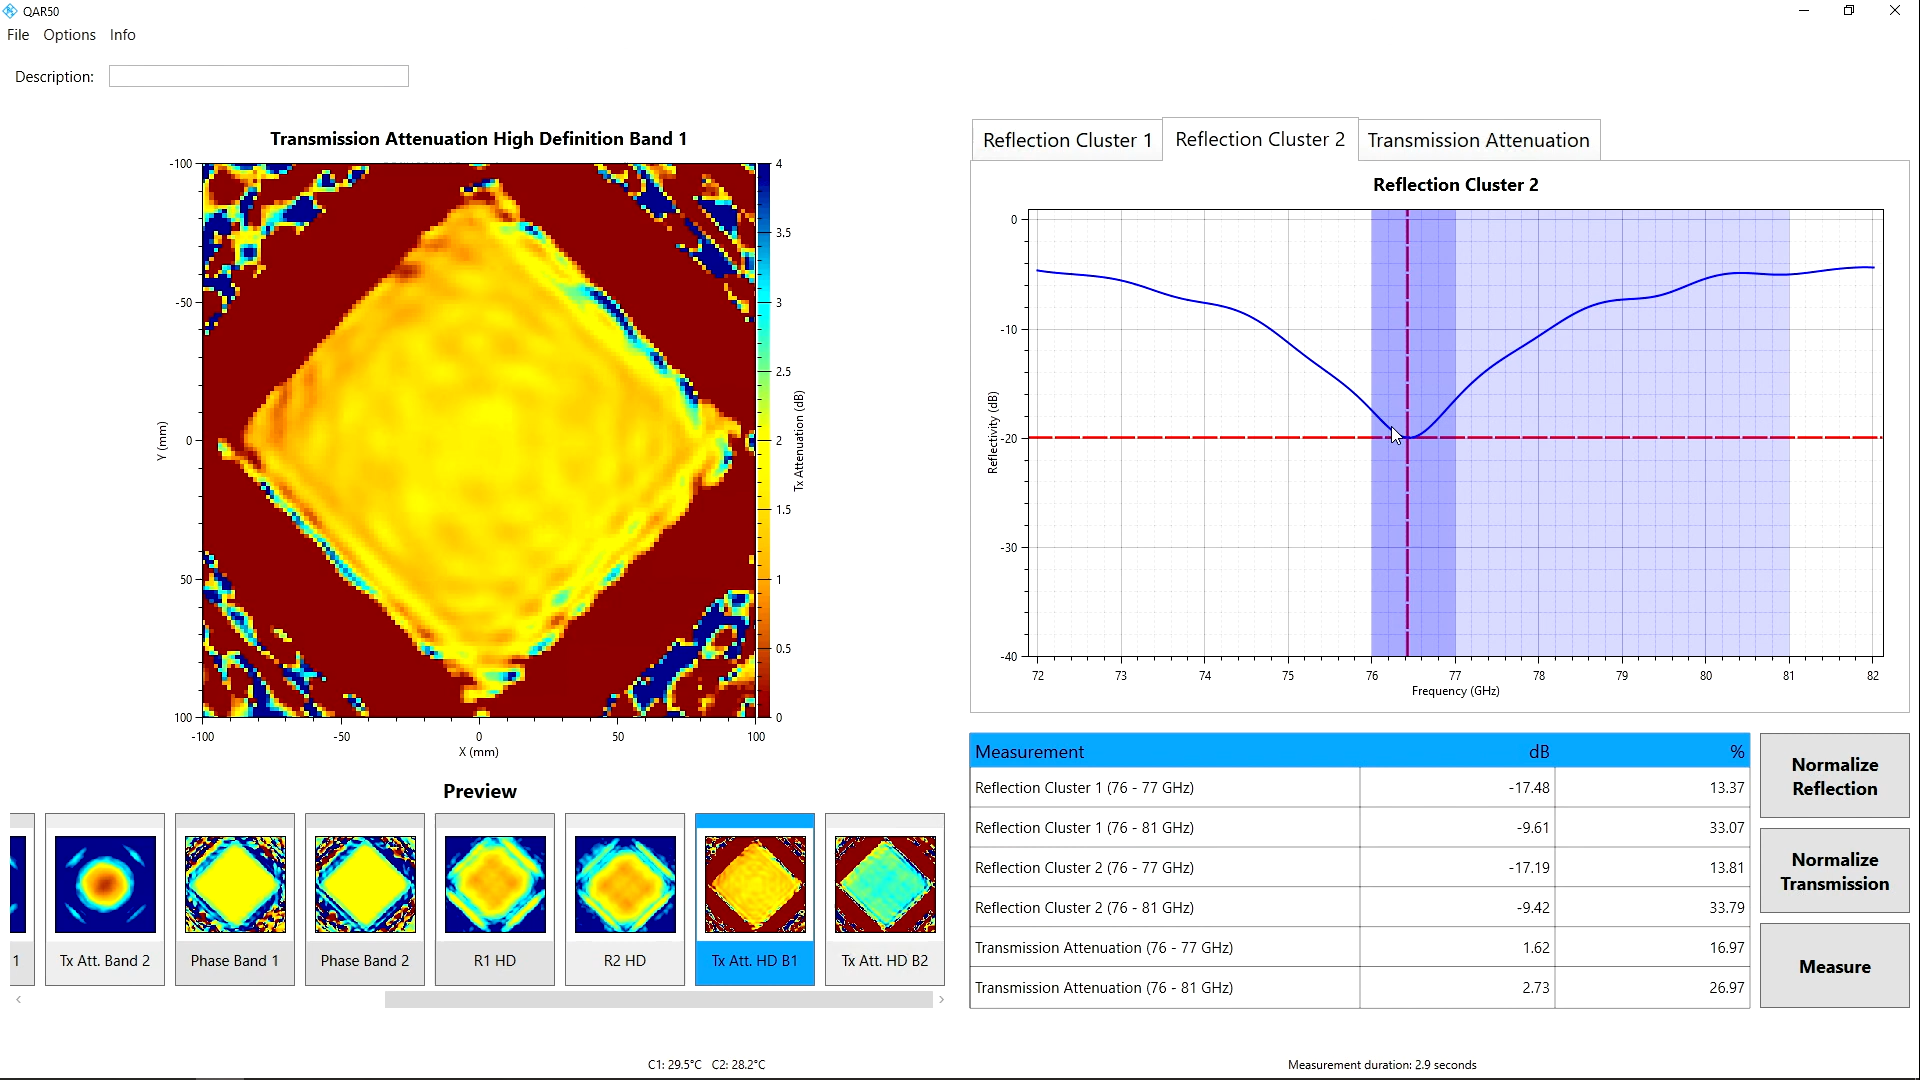 QAR50
File Options Info
Description:
Transmission Attenuation High Definition Band 1
-100
-50
0
50
100
Y (mm)
-100 -50 0 50 100
X (mm)
4
3.5
3
2.5
2
1.5
1
0.5
0
Tx Attenuation (dB)
Preview
1
Tx Att. Band 2
Phase Band 1
Phase Band 2
R1 HD
R2 HD
Tx Att. HD B1
Tx Att. HD B2
Reflection Cluster 1 Reflection Cluster 2 Transmission Attenuation
Reflection Cluster 2
0
-10
-20
-30
-40
Reflectivity (dB)
72 73 74 75 76 77 78 79 80 81 82
Frequency (GHz)
Measurement dB %
Reflection Cluster 1 (76 - 77 GHz) -17.48 13.37
Reflection Cluster 1 (76 - 81 GHz) -9.61 33.07
Reflection Cluster 2 (76 - 77 GHz) -17.19 13.81
Reflection Cluster 2 (76 - 81 GHz) -9.42 33.79
Transmission Attenuation (76 - 77 GHz) 1.62 16.97
Transmission Attenuation (76 - 81 GHz) 2.73 26.97
Normalize
Reflection
Normalize
Transmission
Measure
C1: 29.5°C C2: 28.2°C
Measurement duration: 2.9 seconds